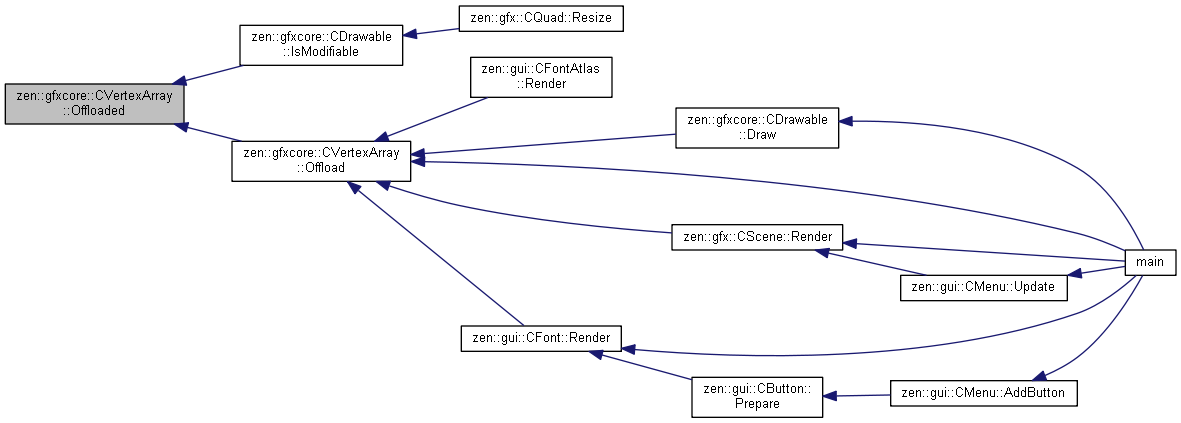 zen::gfx::CQuad::Resize
zen::gfxcore::CDrawable
::IsModifiable
zen::gui::CFontAtlas
::Render
zen::gfxcore::CVertexArray
::Offloaded
zen::gfxcore::CDrawable
::Draw
zen::gfxcore::CVertexArray
::Offload
zen::gfx::CScene::Render
main
zen::gui::CMenu::Update
zen::gui::CFont::Render
zen::gui::CButton::
Prepare
zen::gui::CMenu::AddButton